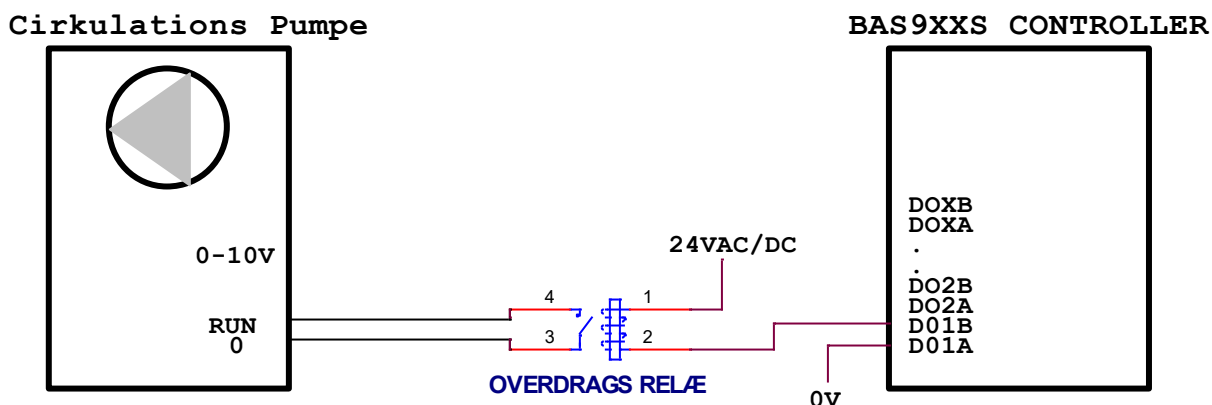 Cirkulations Pumpe
BAS9XXS CONTROLLER
DOXB
DOXA
.
.
DO2B
DO2A
D01B
D01A
0-10V
24VAC/DC
RUN
0
4
1
3
2
OVERDRAGS RELÆ
0V